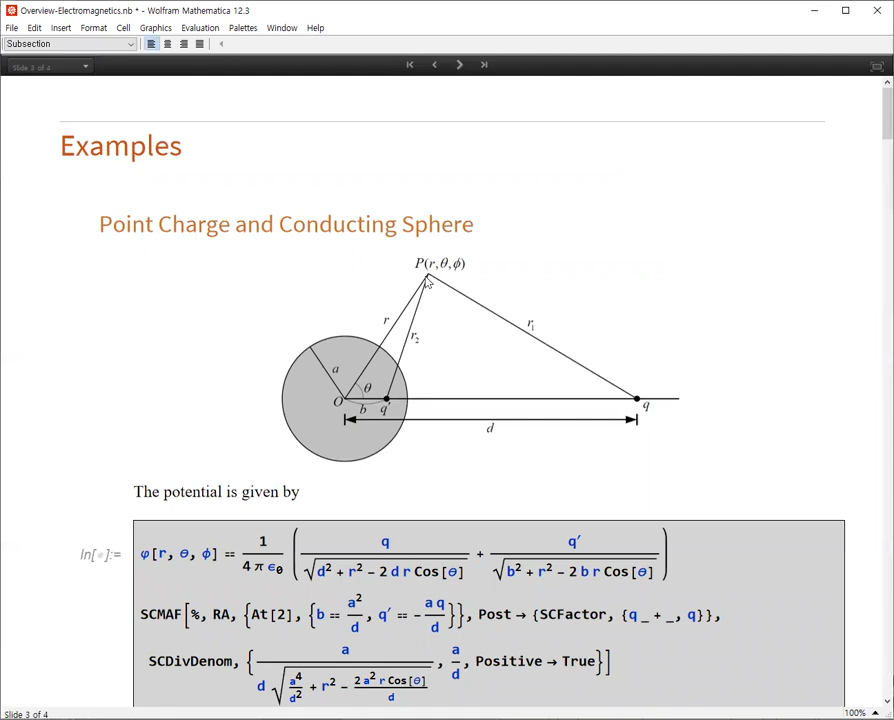 Overview-Electromagnetics.nb * - Wolfram Mathematica 12.3
File Edit Insert Format Cell Graphics Evaluation Palettes Window Help
Subsection
Slide 3 of 4
Examples
Point Charge and Conducting Sphere
P(r,θ,ϕ)
r
r₂
r₁
a
θ
O
b
q′
q
d
The potential is given by
In[◦]:= φ[r, θ, ϕ] == 1/(4 π ϵ₀) (q/√(d² + r² - 2 d r Cos[θ]) + q′/√(b² + r² - 2 b r Cos[θ]))
SCMAF[%, RA, {At[2], {b == a²/d, q′ == - a q/d}}, Post → {SCFactor, {q _ + _, q}},
SCDivDenom, {a/(d √(a⁴/d² + r² - 2 a² r Cos[θ]/d)), a/d, Positive → True}]
Slide 3 of 4
100%